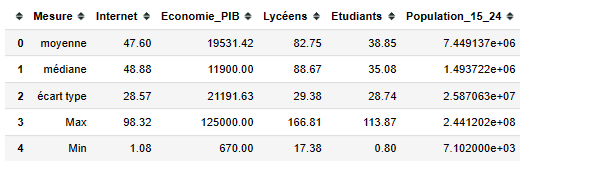 Mesure Internet Economie_PIB Lycéens Etudiants Population_15_24
0 moyenne 47.60 19531.42 82.75 38.85 7.449137e+06
1 médiane 48.88 11900.00 88.67 35.08 1.493722e+06
2 écart type 28.57 21191.63 29.38 28.74 2.587063e+07
3 Max 98.32 125000.00 166.81 113.87 2.441202e+08
4 Min 1.08 670.00 17.38 0.80 7.102000e+03